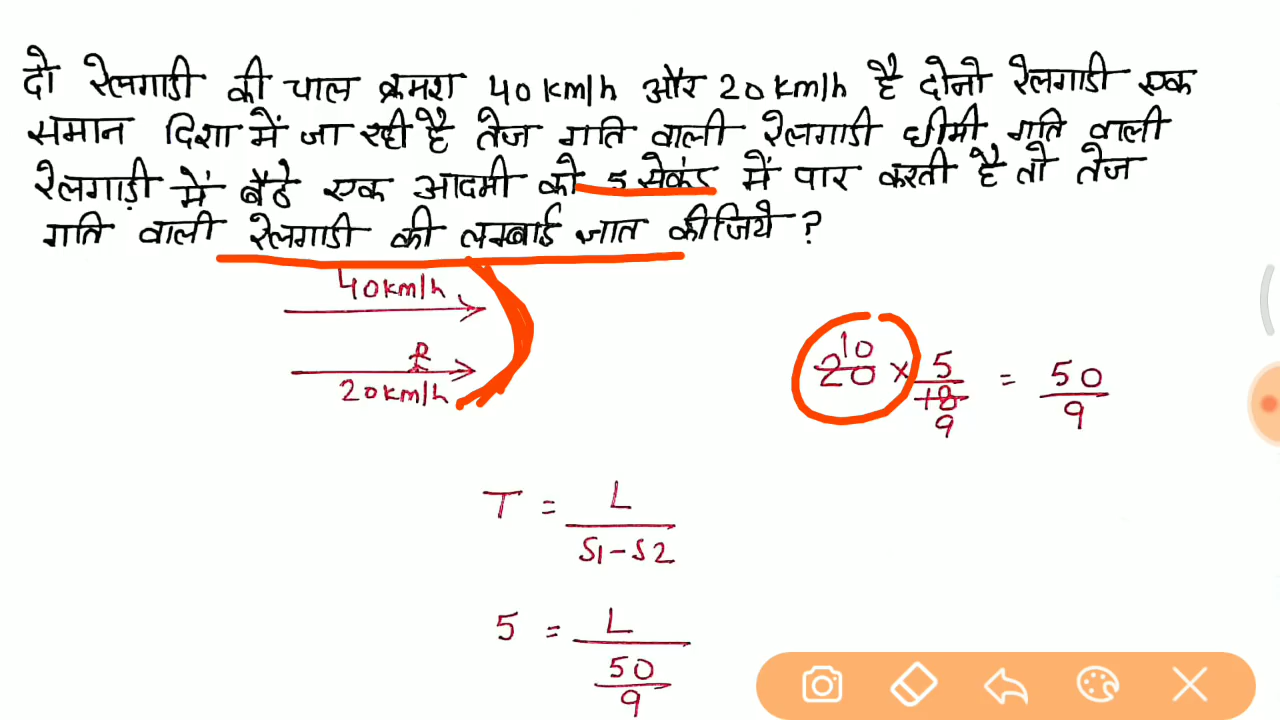 दो रेलगाडी की चाल क्रमश 40 km/h और 20 km/h है दोनो रेलगाडी एक
समान दिशा में जा रही है तेज गति वाली रेलगाडी धीमी गति वाली
रेलगाड़ी में बैठे एक आदमी को 5 सेकंड में पार करती है तो तेज
गति वाली रेलगाडी की लम्बाई ज्ञात कीजिये ?
40km/h
20km/h
10
20 × 5 = 50
18 9
9
T = L
S1-S2
5 = L
50
9